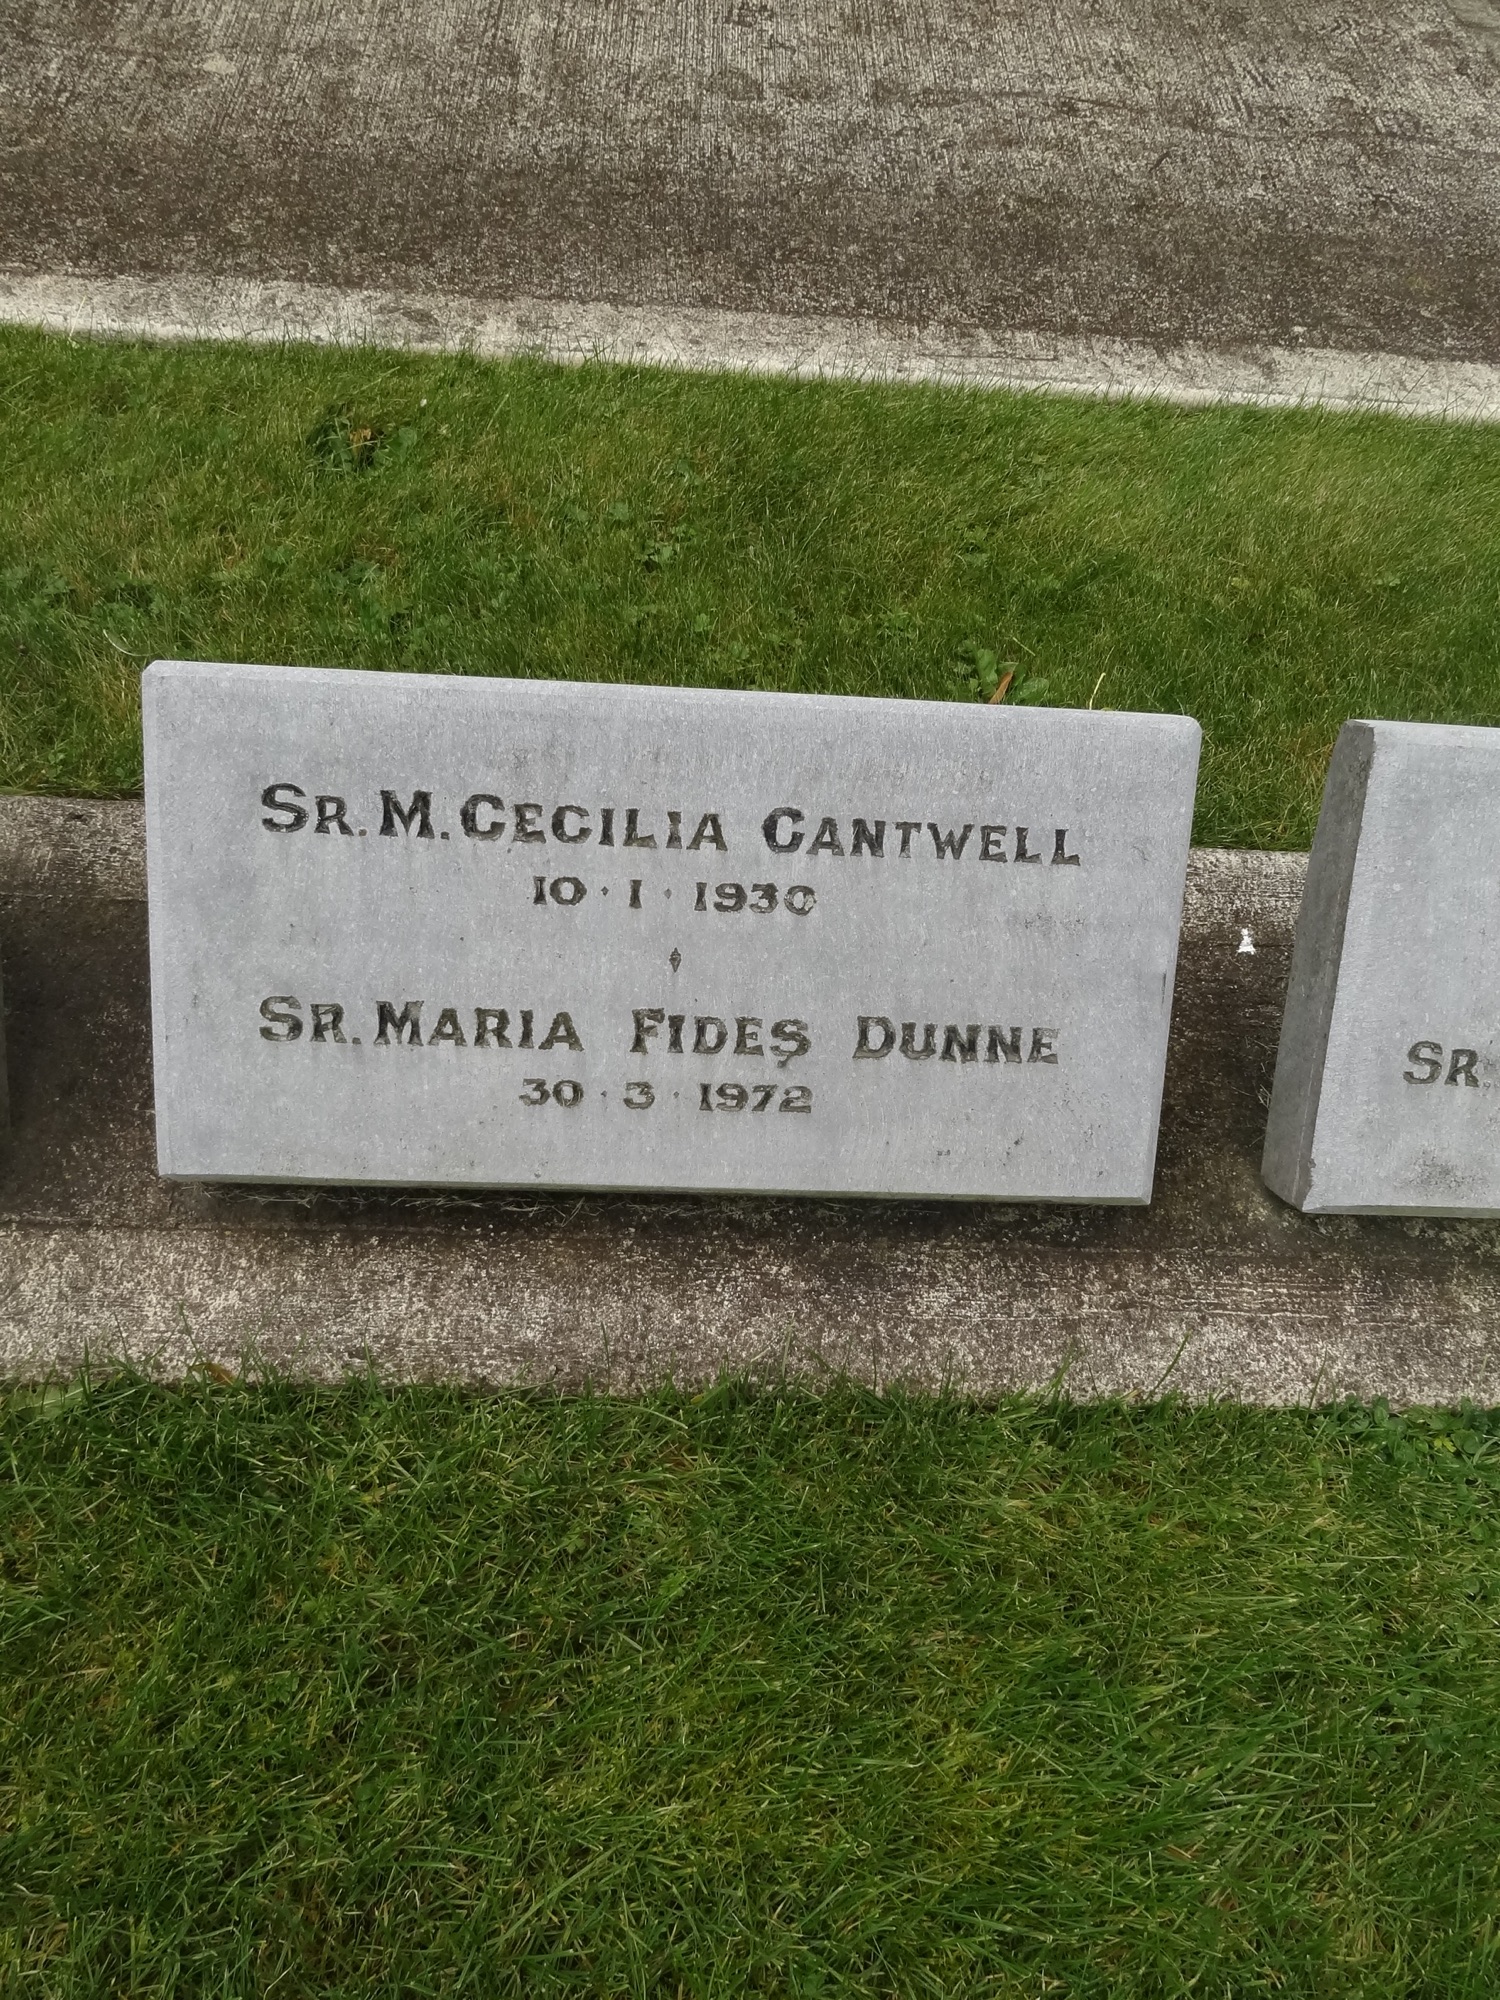 SR. M. CECILIA CANTWELL
10 · 1 · 1930
SR. MARIA FIDES DUNNE
30 · 3 · 1972
SR.